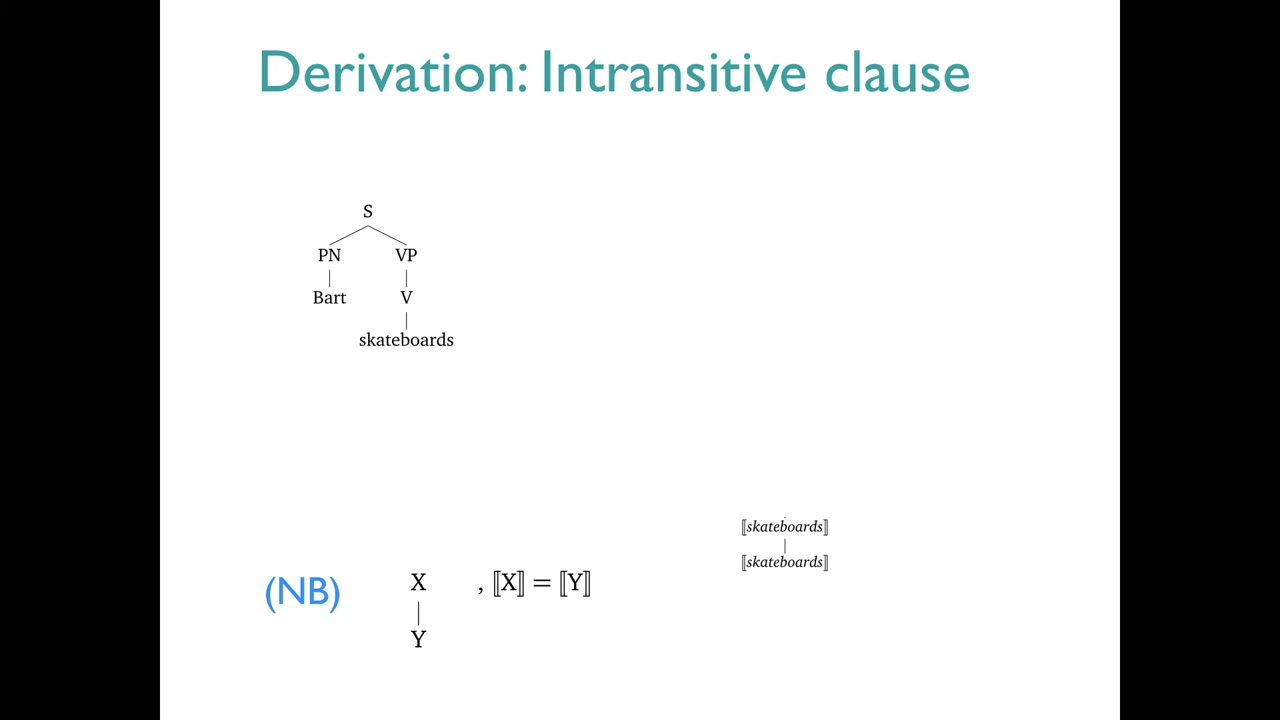 Derivation: Intransitive clause
S
PN VP
Bart V
skateboards
⟦skateboards⟧
⟦skateboards⟧
(NB) X , ⟦X⟧ = ⟦Y⟧
Y